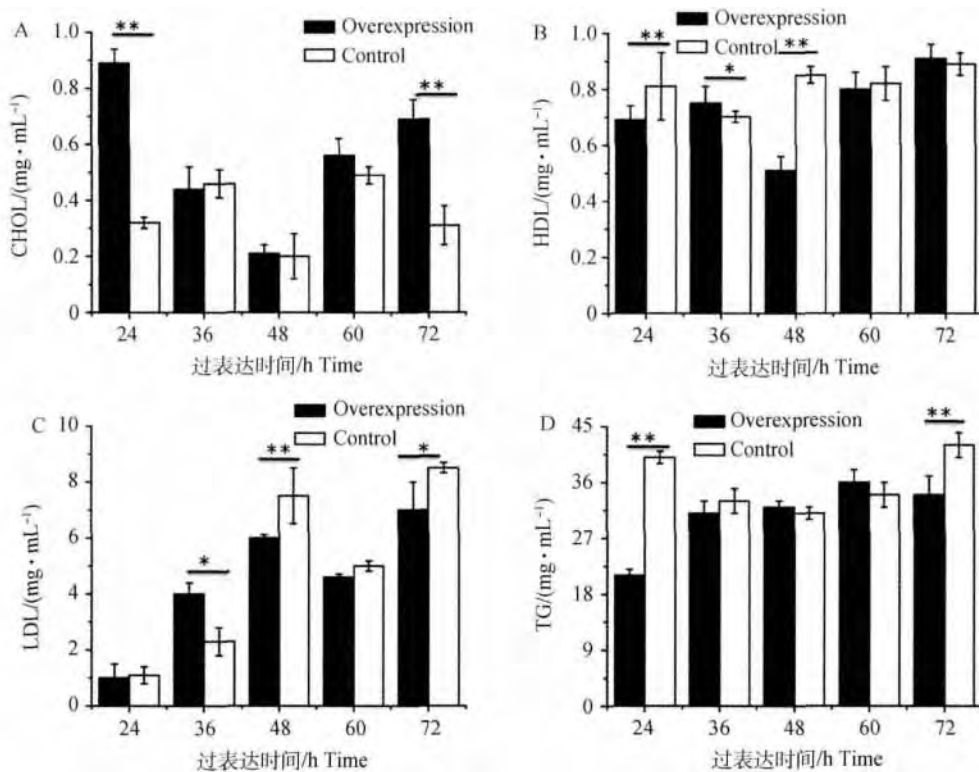 A
Overexpression
Control
**
**
1.0
0.8
0.6
0.4
0.2
0
CHOL/(mg·mL⁻¹)
24 36 48 60 72
过表达时间/h Time
B
Overexpression
Control
**
*
**
1.0
0.8
0.6
0.4
0.2
0
HDL/(mg·mL⁻¹)
24 36 48 60 72
过表达时间/h Time
C
Overexpression
Control
*
**
*
10
8
6
4
2
0
LDL/(mg·mL⁻¹)
24 36 48 60 72
过表达时间/h Time
D
Overexpression
Control
**
**
45
36
27
18
9
0
TG/(mg·mL⁻¹)
24 36 48 60 72
过表达时间/h Time